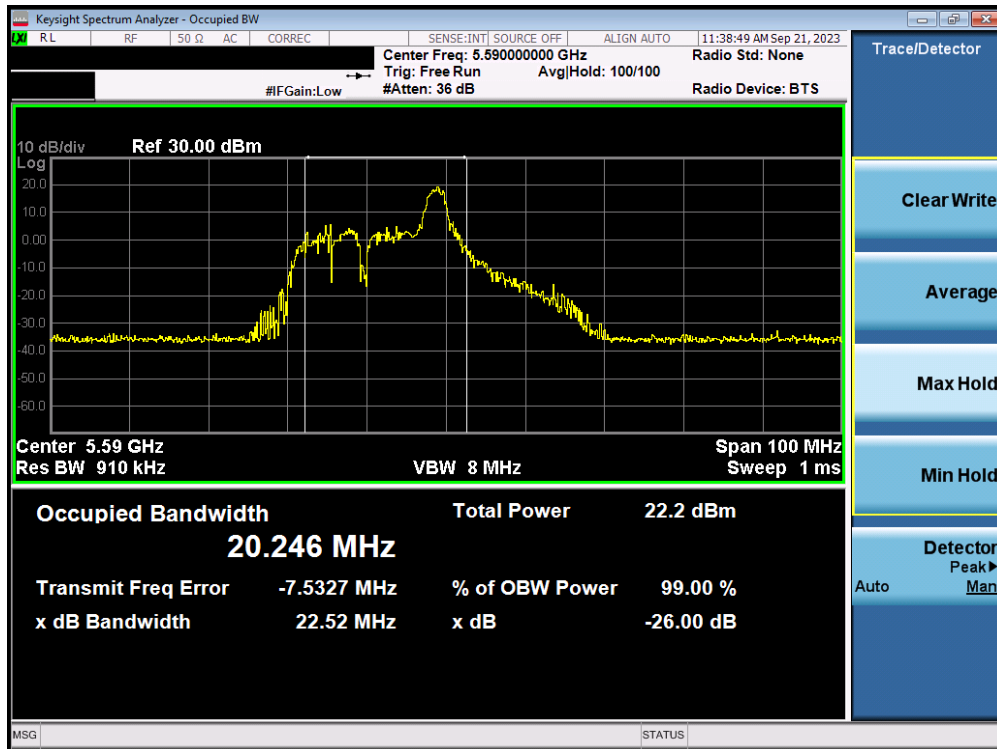 Keysight Spectrum Analyzer - Occupied BW
LXI RL RF 50 Ω AC CORREC SENSE:INT SOURCE OFF ALIGN AUTO 11:38:49 AM Sep 21, 2023
Center Freq: 5.590000000 GHz Radio Std: None
Trig: Free Run Avg|Hold: 100/100
#IFGain:Low #Atten: 36 dB Radio Device: BTS
10 dB/div Ref 30.00 dBm
Log
20.0
10.0
0.00
-10.0
-20.0
-30.0
-40.0
-50.0
-60.0
Center 5.59 GHz Span 100 MHz
Res BW 910 kHz VBW 8 MHz Sweep 1 ms
Occupied Bandwidth Total Power 22.2 dBm
20.246 MHz
Transmit Freq Error -7.5327 MHz % of OBW Power 99.00 %
x dB Bandwidth 22.52 MHz x dB -26.00 dB
MSG STATUS
Trace/Detector
Clear Write
Average
Max Hold
Min Hold
Detector
Peak▶
Auto Man